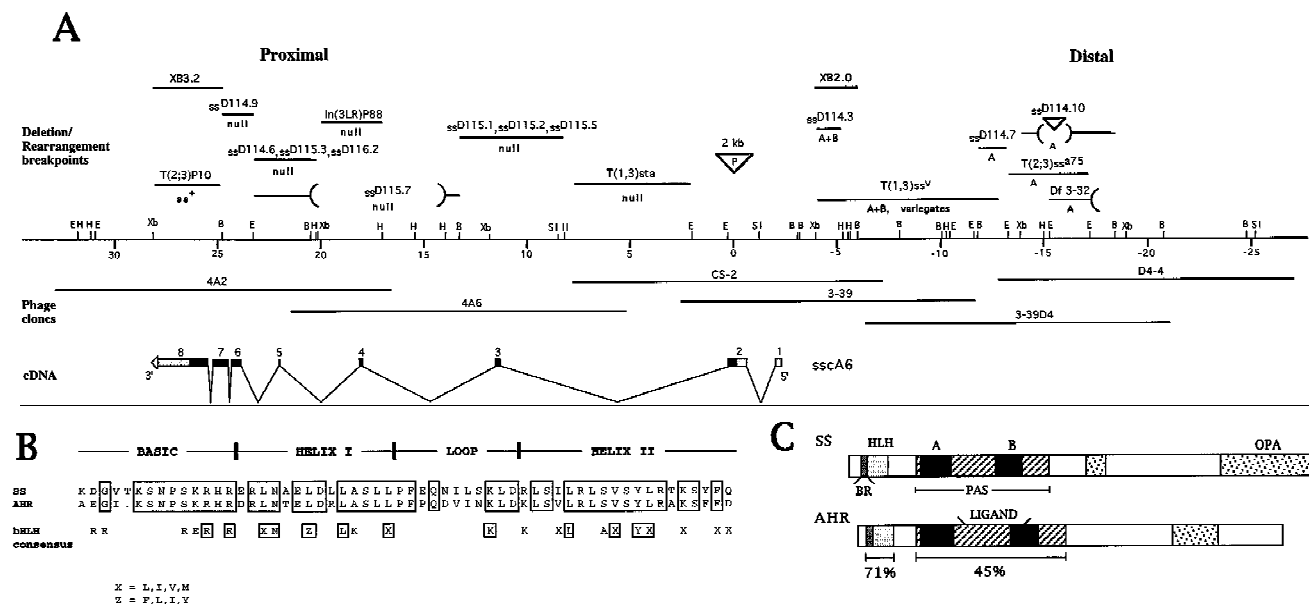 A
Proximal
Distal
Deletion/
Rearrangement
breakpoints
XB3.2
ssD114.9
null
In(3LR)P88
null
ssD114.6, ssD115.3, ssD116.2
null
T(2;3)P10
ss+
ssD115.7
null
ssD115.1, ssD115.2, ssD115.5
null
T(1,3)sta
null
2 kb
P
XB2.0
ssD114.3
A+B
T(1,3)ssv
A+B, variegates
ssD114.7
A
ssD114.10
A
T(2;3)ssa75
A
Df 3-32
A
30 25 20 15 10 5 0 -5 -10 -15 -20 -25
Phage
clones
4A2
4A6
CS-2
3-39
D4-4
3-39D4
cDNA
8 7 6 5 4 3 2 1
3' 5'
sscA6
B
BASIC HELIX I LOOP HELIX II
SS KDGVTKSNPSKRHRERLNAELDLLASLLPFEQNILSKLDRLSILRLSVSYLRTKSYFQ
AHR AEGI.KSNPSKRHRDRLNTELDRLASLLPFPQDVINKLDKLSVLRLSVSYLRAKSFFD
bHLH R R R E R R X N Z L K X K K X L A X Y X X X X
consensus
X = L,I,V,M
Z = F,L,I,Y
C
SS
HLH
A
B
OPA
BR
PAS
AHR
LIGAND
71%
45%